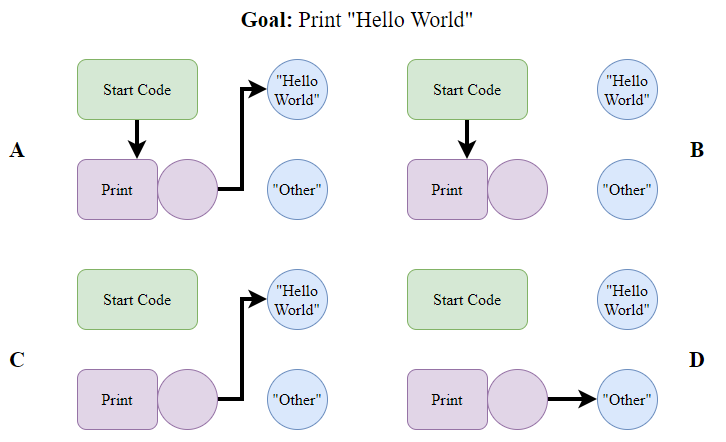 Goal: Print "Hello World"
A
Start Code
"Hello
World"
Print
"Other"
B
Start Code
"Hello
World"
Print
"Other"
C
Start Code
"Hello
World"
Print
"Other"
D
Start Code
"Hello
World"
Print
"Other"